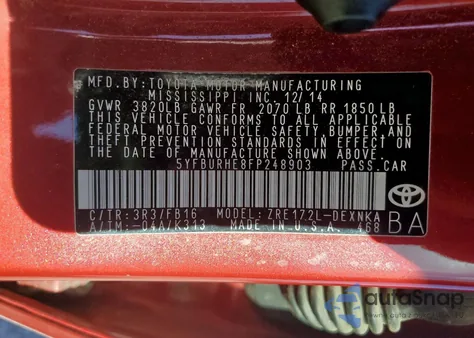 MFD.BY:TOYOTA MOTOR MANUFACTURING
MISSISSIPPI INC 12/14
GVWR 3820LB GAWR FR 2070LB RR 1850LB
THIS VEHICLE CONFORMS TO ALL APPLICABLE
FEDERAL MOTOR VEHICLE SAFETY, BUMPER, AND
THEFT PREVENTION STANDARDS IN EFFECT
ON THE DATE OF MANUFACTURE SHOWN ABOVE.
5YFBURHE8FP248903 PASS.CAR
C/TR:3R3/FB16 MODEL:ZRE172L-DEXNKA
A/TM:-04A/K313 MADE IN U.S.A. 468
BA
autoSnap